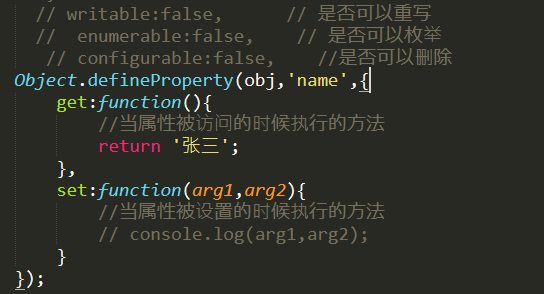 // writable:false,      // 是否可以重写
//  enumerable:false,    // 是否可以枚举
// configurable:false,    //是否可以删除
Object.defineProperty(obj,'name',{
    get:function(){
        //当属性被访问的时候执行的方法
        return '张三';
    },
    set:function(arg1,arg2){
        //当属性被设置的时候执行的方法
        // console.log(arg1,arg2);
    }
});